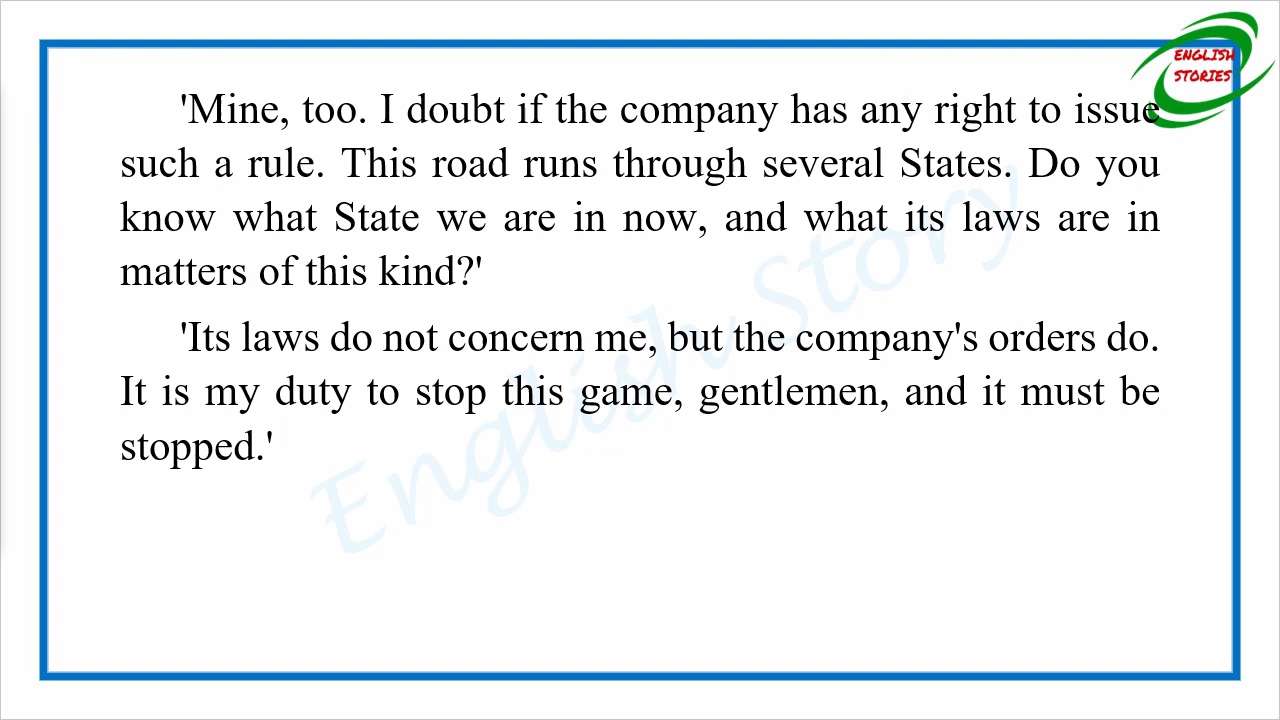 ENGLISH
STORIES
'Mine, too. I doubt if the company has any right to issue
such a rule. This road runs through several States. Do you
know what State we are in now, and what its laws are in
matters of this kind?'
'Its laws do not concern me, but the company's orders do.
It is my duty to stop this game, gentlemen, and it must be
stopped.'
English Story